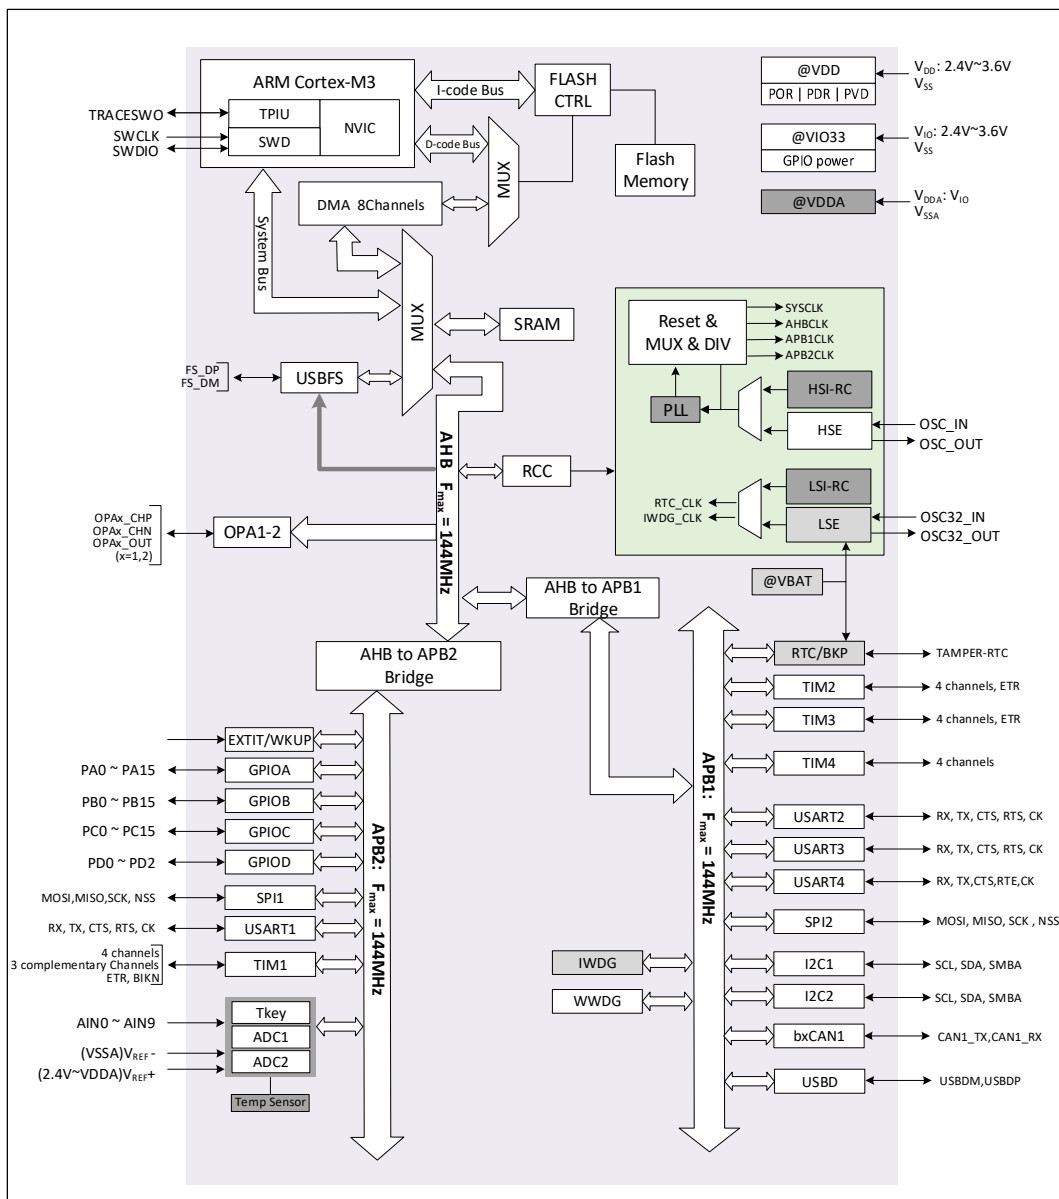 ARM Cortex-M3
TPIU
SWD
NVIC
TRACESWO
SWCLK
SWDIO
I-code Bus
D-code Bus
FLASH
CTRL
MUX
Flash
Memory
@VDD
POR | PDR | PVD
VDD: 2.4V~3.6V
VSS
@VIO33
GPIO power
VIO: 2.4V~3.6V
VSS
@VDDA
VDDA: VIO
VSSA
DMA 8Channels
System Bus
MUX
SRAM
FS_DP
FS_DM
USBFS
Reset &
MUX & DIV
SYSCLK
AHBCLK
APB1CLK
APB2CLK
PLL
HSI-RC
HSE
OSC_IN
OSC_OUT
RCC
LSI-RC
LSE
RTC_CLK
IWDG_CLK
OSC32_IN
OSC32_OUT
AHB Fmax = 144MHz
OPAx_CHP
OPAx_CHN
OPAx_OUT
(x=1,2)
OPA1-2
@VBAT
AHB to APB1
Bridge
AHB to APB2
Bridge
EXTIT/WKUP
PA0 ~ PA15
GPIOA
PB0 ~ PB15
GPIOB
PC0 ~ PC15
GPIOC
PD0 ~ PD2
GPIOD
MOSI,MISO,SCK, NSS
SPI1
RX, TX, CTS, RTS, CK
USART1
4 channels
3 complementary Channels
ETR, BIKN
TIM1
AIN0 ~ AIN9
(VSSA)VREF -
(2.4V~VDDA)VREF+
Tkey
ADC1
ADC2
Temp Sensor
APB2: Fmax = 144MHz
APB1: Fmax = 144MHz
IWDG
WWDG
RTC/BKP
TAMPER-RTC
TIM2
4 channels, ETR
TIM3
4 channels, ETR
TIM4
4 channels
USART2
RX, TX, CTS, RTS, CK
USART3
RX, TX, CTS, RTS, CK
USART4
RX, TX,CTS,RTE,CK
SPI2
MOSI, MISO, SCK , NSS
I2C1
SCL, SDA, SMBA
I2C2
SCL, SDA, SMBA
bxCAN1
CAN1_TX,CAN1_RX
USBD
USBDM,USBDP